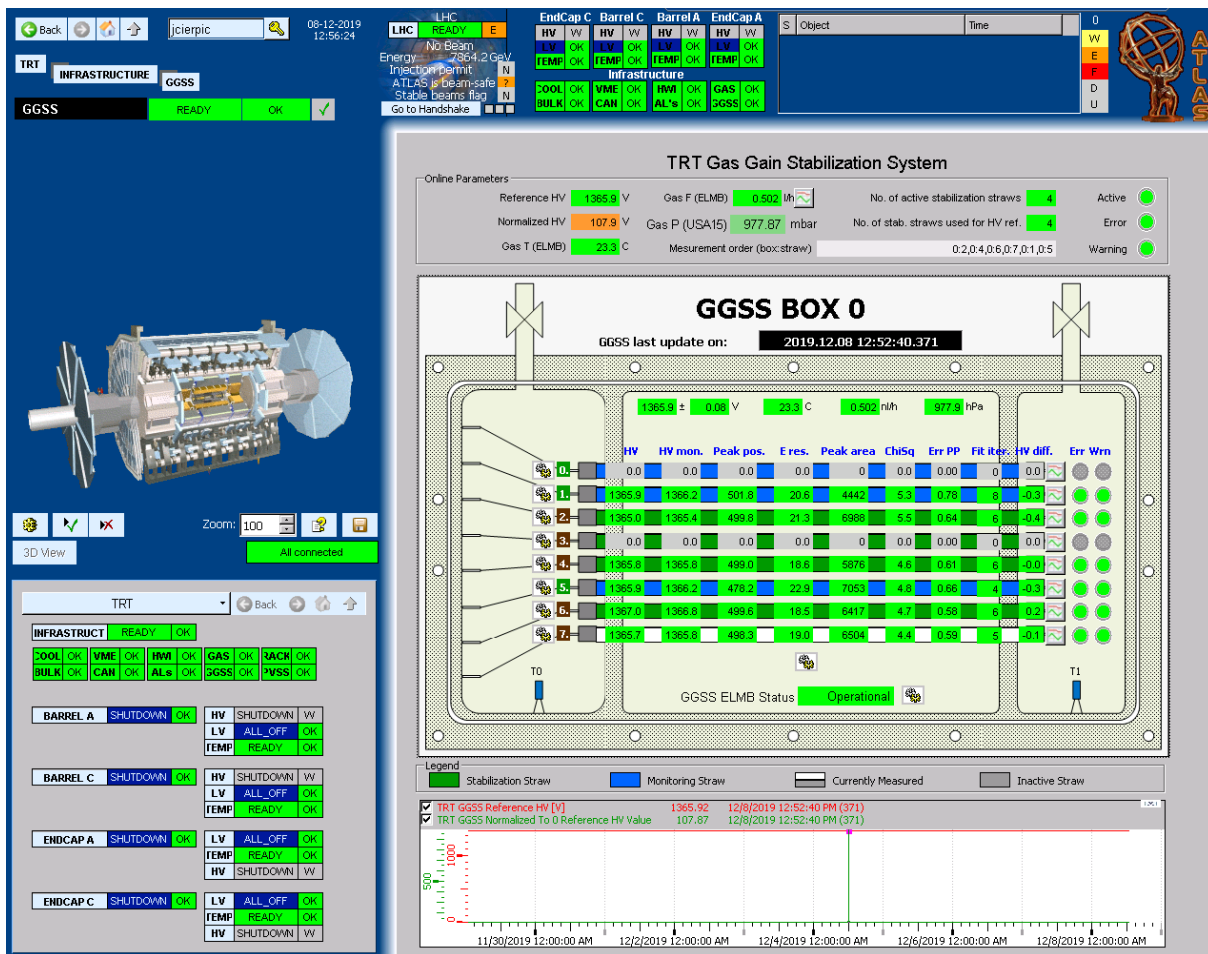 Back
jcierpic
08-12-2019
12:56:24
TRT
INFRASTRUCTURE
GGSS
GGSS READY OK
LHC
LHC READY E
No Beam
Energy 7864.2 GeV
Injection permit N
ATLAS is beam-safe ?
Stable beams flag N
Go to Handshake
EndCap C Barrel C Barrel A EndCap A
HV W HV W HV W HV W
LV OK LV OK LV OK LV OK
TEMP OK TEMP OK TEMP OK TEMP OK
Infrastructure
COOL OK VME OK HWI OK GAS OK
BULK OK CAN OK AL's OK GGSS OK
S Object Time
0
W
E
F
D
U
ATLAS
TRT Gas Gain Stabilization System
Online Parameters
Reference HV 1365.9 V Gas F (ELMB) 0.502 l/h No. of active stabilization straws 4 Active
Normalized HV 107.9 V Gas P (USA15) 977.87 mbar No. of stab. straws used for HV ref. 4 Error
Gas T (ELMB) 23.3 C Mesurement order (box:straw) 0:2,0:4,0:6,0:7,0:1,0:5 Warning
GGSS BOX 0
GGSS last update on: 2019.12.08 12:52:40.371
1365.9 ± 0.08 V 23.3 C 0.502 nl/h 977.9 hPa
HV HV mon. Peak pos. E res. Peak area ChiSq Err PP Fit iter. HV diff. Err Wrn
0. 0.0 0.0 0.0 0.0 0 0.0 0.00 0 0.0
1. 1365.9 1366.2 501.8 20.6 4442 5.3 0.78 8 -0.3
2. 1365.0 1365.4 499.8 21.3 6988 5.5 0.64 6 -0.4
3. 0.0 0.0 0.0 0.0 0 0.0 0.00 0 0.0
4. 1365.8 1365.8 499.0 18.6 5876 4.6 0.61 6 -0.0
5. 1365.9 1366.2 478.2 22.9 7053 4.8 0.66 4 -0.3
6. 1367.0 1366.8 499.6 18.5 6417 4.7 0.58 6 0.2
7. 1365.7 1365.8 498.3 19.0 6504 4.4 0.59 5 -0.1
T0 T1
GGSS ELMB Status Operational
Legend
Stabilization Straw Monitoring Straw Currently Measured Inactive Straw
TRT GGSS Reference HV [V] 1365.92 12/8/2019 12:52:40 PM (371)
TRT GGSS Normalized To 0 Reference HV Value 107.87 12/8/2019 12:52:40 PM (371)
1000
500
0
11/30/2019 12:00:00 AM 12/2/2019 12:00:00 AM 12/4/2019 12:00:00 AM 12/6/2019 12:00:00 AM 12/8/2019 12:00:00 AM
Zoom: 100
3D View All connected
TRT Back
INFRASTRUCT READY OK
COOL OK VME OK HWI OK GAS OK RACK OK
BULK OK CAN OK ALs OK GGSS OK PVSS OK
BARREL A SHUTDOWN OK HV SHUTDOWN W
LV ALL_OFF OK
TEMP READY OK
BARREL C SHUTDOWN OK HV SHUTDOWN W
LV ALL_OFF OK
TEMP READY OK
ENDCAP A SHUTDOWN OK LV ALL_OFF OK
TEMP READY OK
HV SHUTDOWN W
ENDCAP C SHUTDOWN OK LV ALL_OFF OK
TEMP READY OK
HV SHUTDOWN W